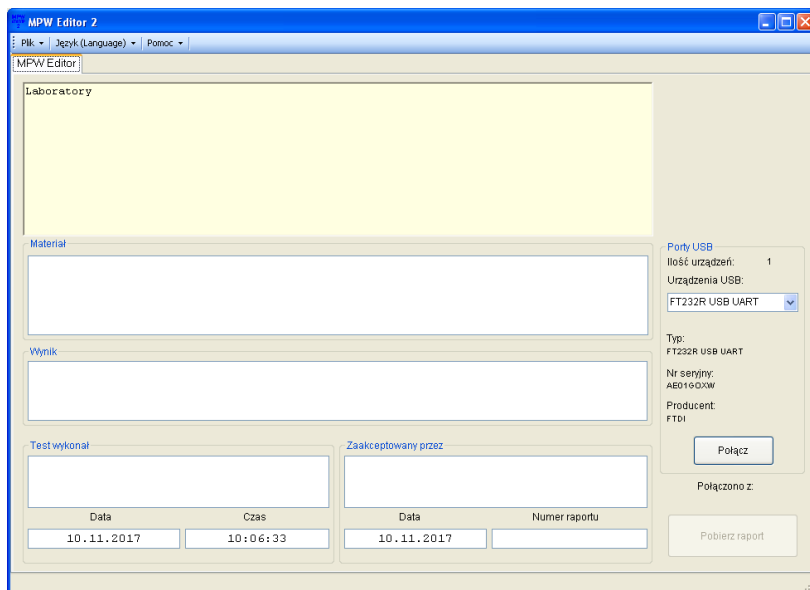 MPW Editor 2
Plik Język (Language) Pomoc
MPW Editor
Laboratory
Materiał
Wynik
Test wykonał
Data Czas
10.11.2017 10:06:33
Zaakceptowany przez
Data Numer raportu
10.11.2017
Porty USB
Ilość urządzeń: 1
Urządzenia USB:
FT232R USB UART
Typ:
FT232R USB UART
Nr seryjny:
AE01GOXW
Producent:
FTDI
Połącz
Połączono z:
Pobierz raport